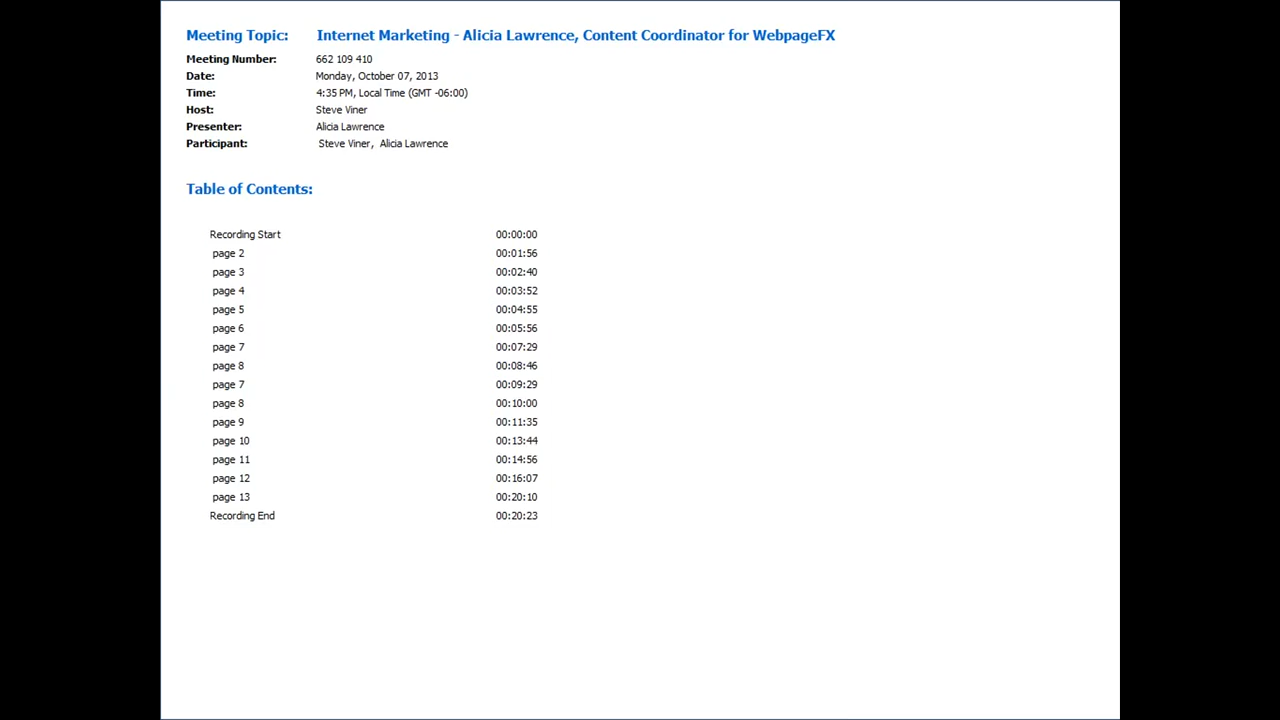 Meeting Topic: Internet Marketing - Alicia Lawrence, Content Coordinator for WebpageFX
Meeting Number: 662 109 410
Date: Monday, October 07, 2013
Time: 4:35 PM, Local Time (GMT -06:00)
Host: Steve Viner
Presenter: Alicia Lawrence
Participant: Steve Viner, Alicia Lawrence
Table of Contents:
Recording Start 00:00:00
page 2 00:01:56
page 3 00:02:40
page 4 00:03:52
page 5 00:04:55
page 6 00:05:56
page 7 00:07:29
page 8 00:08:46
page 7 00:09:29
page 8 00:10:00
page 9 00:11:35
page 10 00:13:44
page 11 00:14:56
page 12 00:16:07
page 13 00:20:10
Recording End 00:20:23